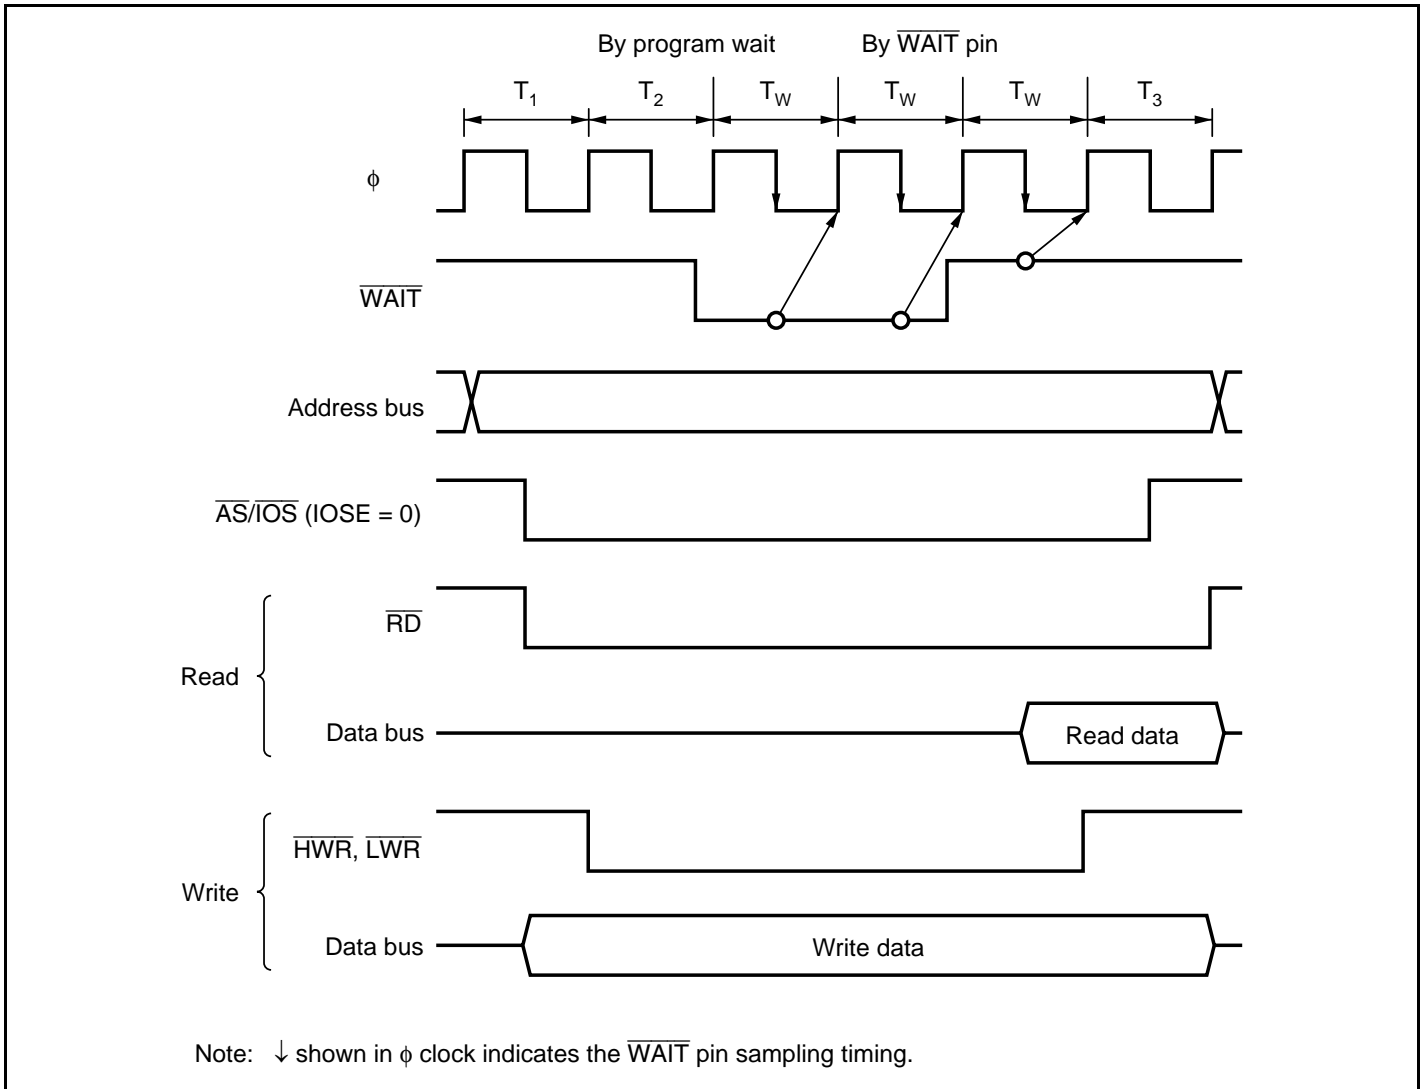 By program wait By WAIT pin
T1 T2 TW TW TW T3
ϕ
WAIT
Address bus
AS/IOS (IOSE = 0)
RD
Read
Data bus Read data
HWR, LWR
Write
Data bus Write data
Note: ↓ shown in ϕ clock indicates the WAIT pin sampling timing.